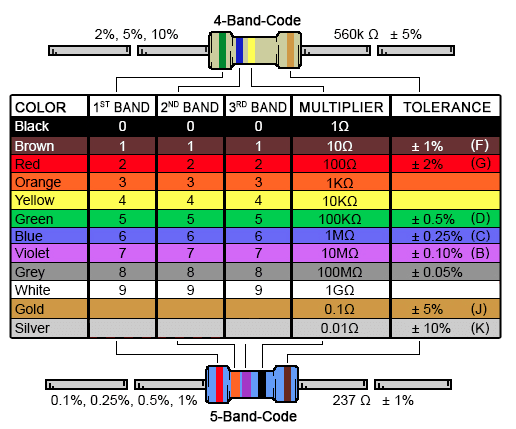 4-Band-Code
2%, 5%, 10% 560k Ω ± 5%
COLOR 1ST BAND 2ND BAND 3RD BAND MULTIPLIER TOLERANCE
Black 0 0 0 1Ω
Brown 1 1 1 10Ω ± 1% (F)
Red 2 2 2 100Ω ± 2% (G)
Orange 3 3 3 1KΩ
Yellow 4 4 4 10KΩ
Green 5 5 5 100KΩ ± 0.5% (D)
Blue 6 6 6 1MΩ ± 0.25% (C)
Violet 7 7 7 10MΩ ± 0.10% (B)
Grey 8 8 8 100MΩ ± 0.05%
White 9 9 9 1GΩ
Gold 0.1Ω ± 5% (J)
Silver 0.01Ω ± 10% (K)
0.1%, 0.25%, 0.5%, 1% 237 Ω ± 1%
5-Band-Code